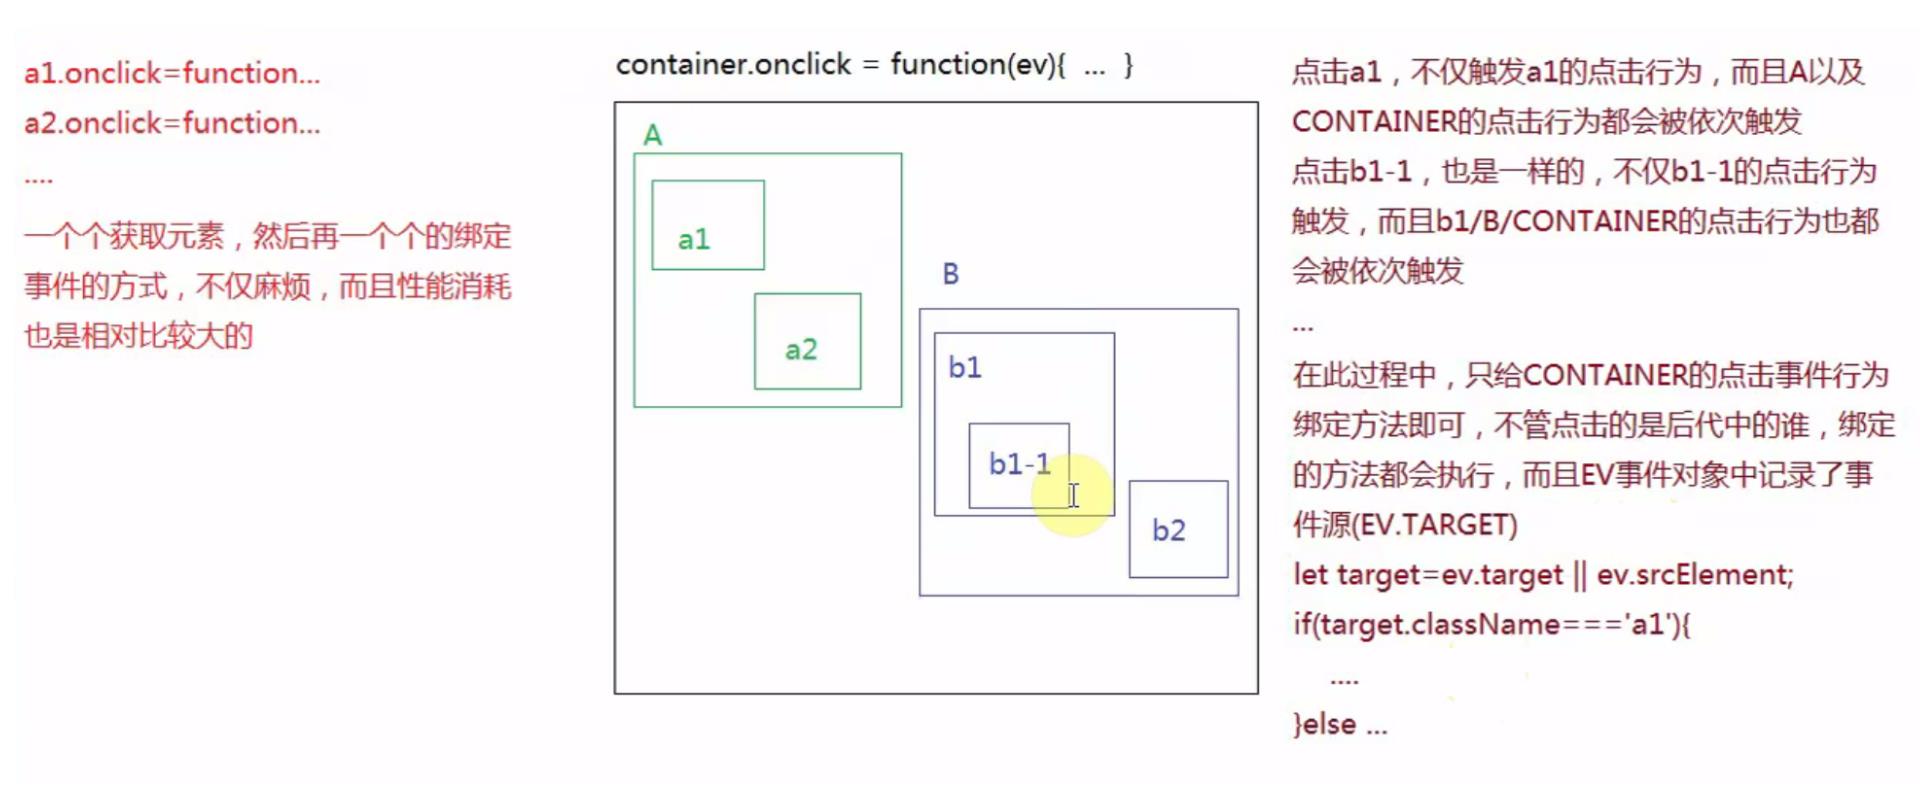 a1.onclick=function...
a2.onclick=function...
....
一个个获取元素，然后再一个个的绑定
事件的方式，不仅麻烦，而且性能消耗
也是相对比较大的
container.onclick = function(ev){ ... }
A
a1
a2
B
b1
b1-1
b2
点击a1，不仅触发a1的点击行为，而且A以及
CONTAINER的点击行为都会被依次触发
点击b1-1，也是一样的，不仅b1-1的点击行为
触发，而且b1/B/CONTAINER的点击行为也都
会被依次触发
...
在此过程中，只给CONTAINER的点击事件行为
绑定方法即可，不管点击的是后代中的谁，绑定
的方法都会执行，而且EV事件对象中记录了事
件源(EV.TARGET)
let target=ev.target || ev.srcElement;
if(target.className==='a1'){
....
}else ...